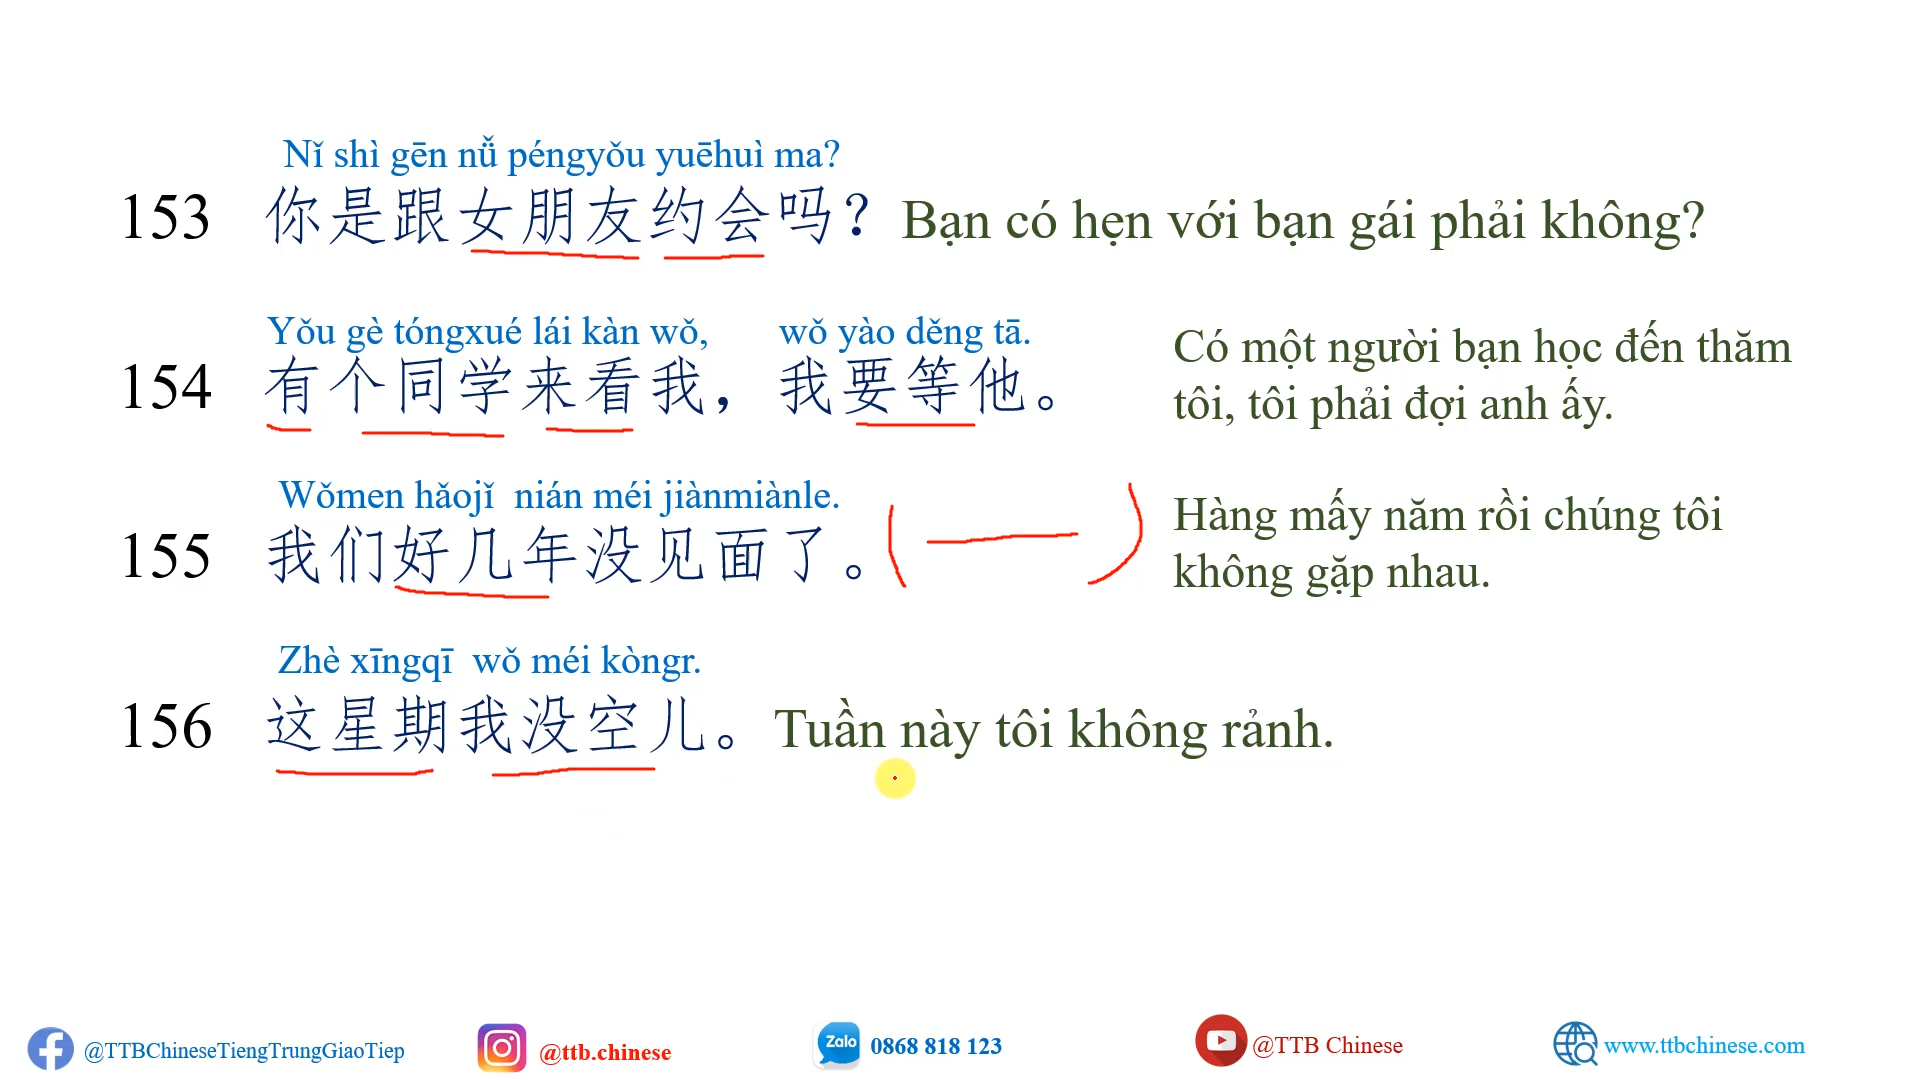 Nǐ shì gēn nǚ péngyǒu yuēhuì ma?
153 你是跟女朋友约会吗？ Bạn có hẹn với bạn gái phải không?
Yǒu gè tóngxué lái kàn wǒ, wǒ yào děng tā.
154 有个同学来看我，我要等他。
Có một người bạn học đến thăm
tôi, tôi phải đợi anh ấy.
Wǒmen hǎojǐ nián méi jiànmiànle.
155 我们好几年没见面了。
Hàng mấy năm rồi chúng tôi
không gặp nhau.
Zhè xīngqī wǒ méi kòngr.
156 这星期我没空儿。 Tuần này tôi không rảnh.
@TTBChineseTiengTrungGiaoTiep
@ttb.chinese
Zalo
0868 818 123
@TTB Chinese
www.ttbchinese.com